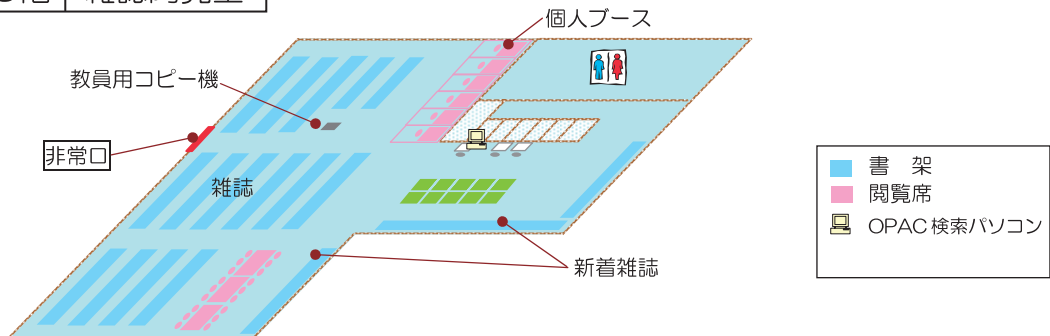 個人ブース
教員用コピー機
非常口
雑誌
新着雑誌
書 架
閲覧席
OPAC検索パソコン